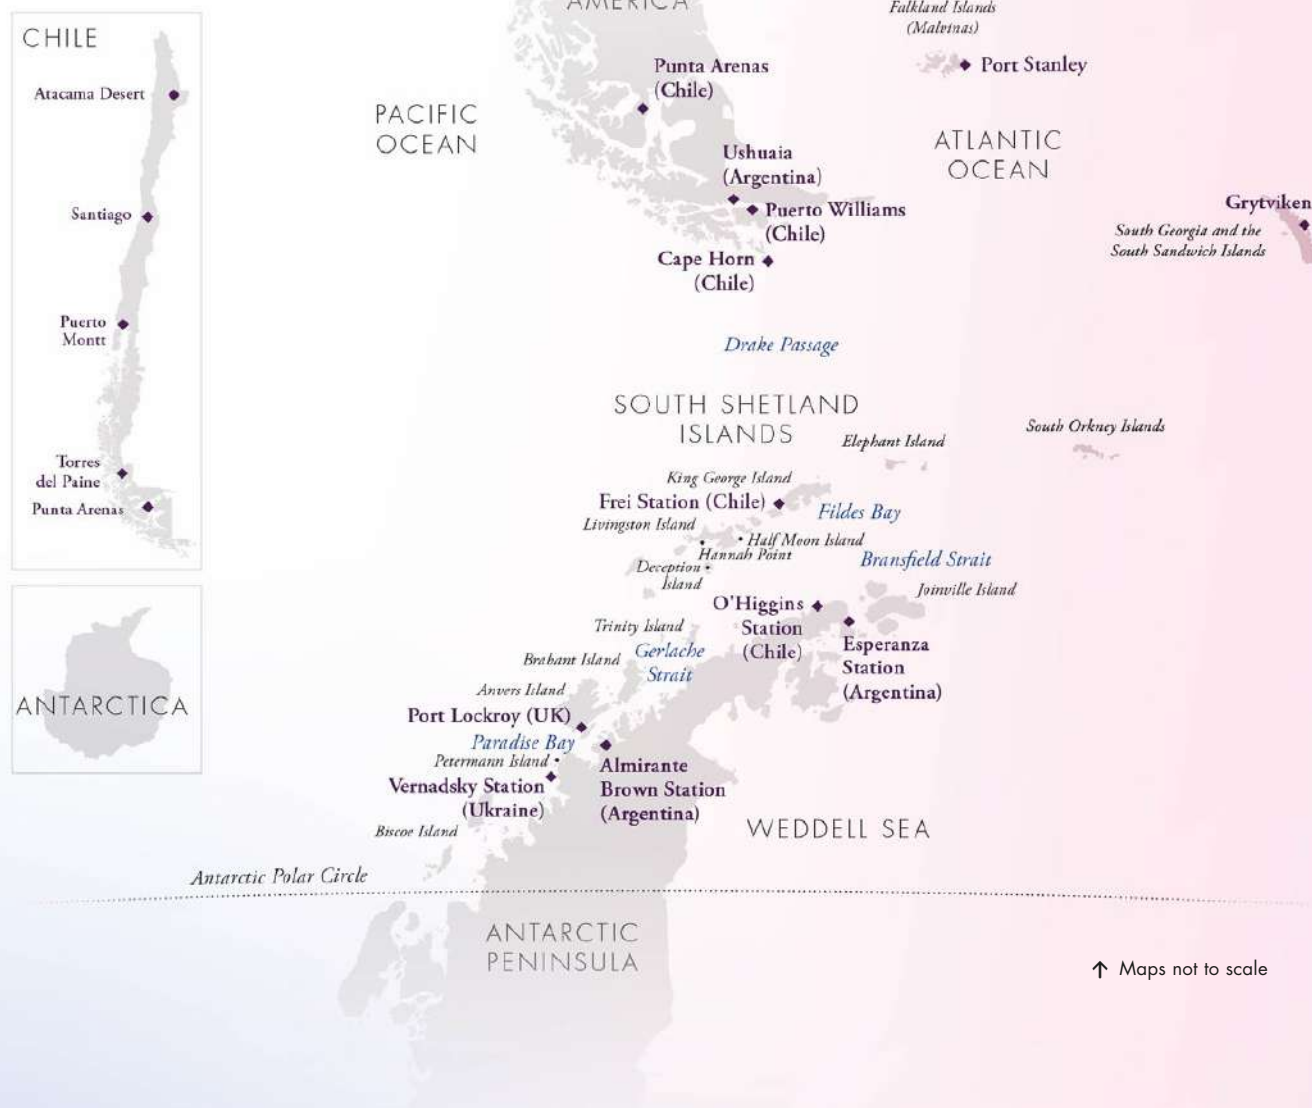 CHILE
Atacama Desert
Santiago
Puerto
Montt
Torres
del Paine
Punta Arenas
ANTARCTICA
AMERICA
Falkland Islands
(Malvinas)
Port Stanley
Punta Arenas
(Chile)
PACIFIC
OCEAN
ATLANTIC
OCEAN
Ushuaia
(Argentina)
Puerto Williams
(Chile)
Cape Horn
(Chile)
Grytviken
South Georgia and the
South Sandwich Islands
Drake Passage
SOUTH SHETLAND
ISLANDS
Elephant Island
South Orkney Islands
King George Island
Frei Station (Chile)
Fildes Bay
Livingston Island
Half Moon Island
Hannah Point
Bransfield Strait
Deception
Island
Joinville Island
O'Higgins
Station
(Chile)
Trinity Island
Esperanza
Station
(Argentina)
Gerlache
Strait
Brabant Island
Anvers Island
Port Lockroy (UK)
Paradise Bay
Petermann Island
Almirante
Brown Station
(Argentina)
Vernadsky Station
(Ukraine)
WEDDELL SEA
Biscoe Island
Antarctic Polar Circle
ANTARCTIC
PENINSULA
↑ Maps not to scale